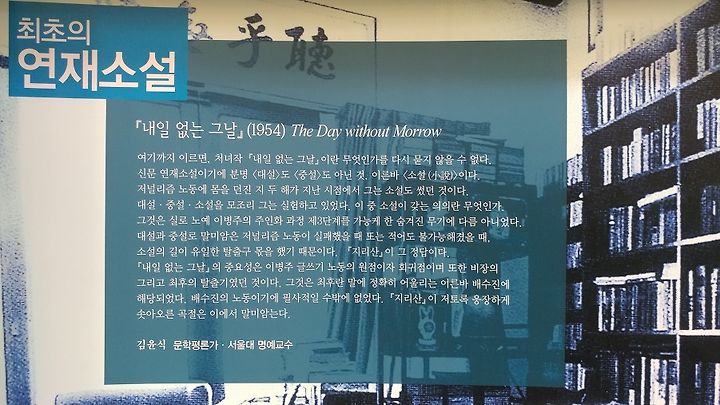 최초의
연재소설
乎聽
『내일 없는 그날』 (1954) The Day without Morrow
여기까지 이르면, 처녀작 『내일 없는 그날』이란 무엇인가를 다시 묻지 않을 수 없다.
신문 연재소설이기에 분명 〈대설〉도 〈중설〉도 아닌 것, 이른바 〈소설(小說)〉이다.
저널리즘 노동에 몸을 던진 지 두 해가 지난 시점에서 그는 소설도 썼던 것이다.
대설·중설·소설을 모조리 그는 실험하고 있었다. 이 중 소설이 갖는 의의란 무엇인가.
그것은 실로 노예 이병주의 주인화 과정 제3단계를 가능케 한 숨겨진 무기에 다름 아니었다.
대설과 중설로 말미암은 저널리즘 노동이 실패했을 때 또는 적어도 불가능해졌을 때,
소설의 길이 유일한 탈출구 몫을 했기 때문이다. 『지리산』이 그 정답이다.
『내일 없는 그날』의 중요성은 이병주 글쓰기 노동의 원점이자 회귀점이며 또한 비장의
그리고 최후의 탈출기였던 것이다. 그것은 최후란 말에 정확히 어울리는 이른바 배수진에
해당되었다. 배수진의 노동이기에 필사적일 수밖에 없었다. 『지리산』이 저토록 웅장하게
솟아오른 곡절은 이에서 말미암는다.
김윤식 문학평론가·서울대 명예교수